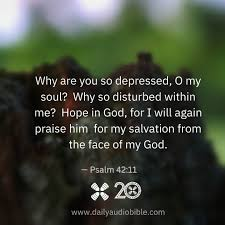 Why are you so depressed, O my
soul? Why so disturbed within
me? Hope in God, for I will again
praise him for my salvation from
the face of my God.
— Psalm 42:11
20
www.dailyaudiobible.com